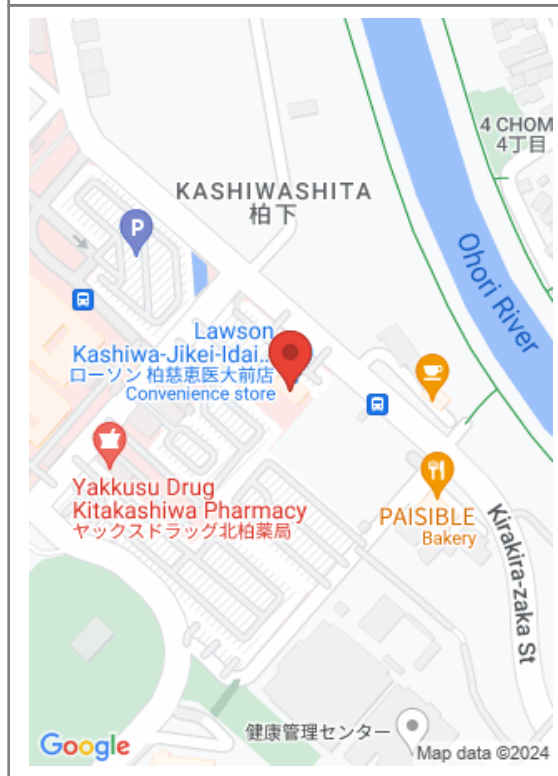 4 CHOM
4丁目
KASHIWASHITA
柏下
P
Ohori River
Lawson
Kashiwa-Jikei-Idai...
ローソン 柏慈恵医大前店
Convenience store
Yakkusu Drug
Kitakashiwa Pharmacy
ヤックスドラッグ北柏薬局
PAISIBLE
Bakery
Kirakira-zaka St
健康管理センター
Google
Map data ©2024